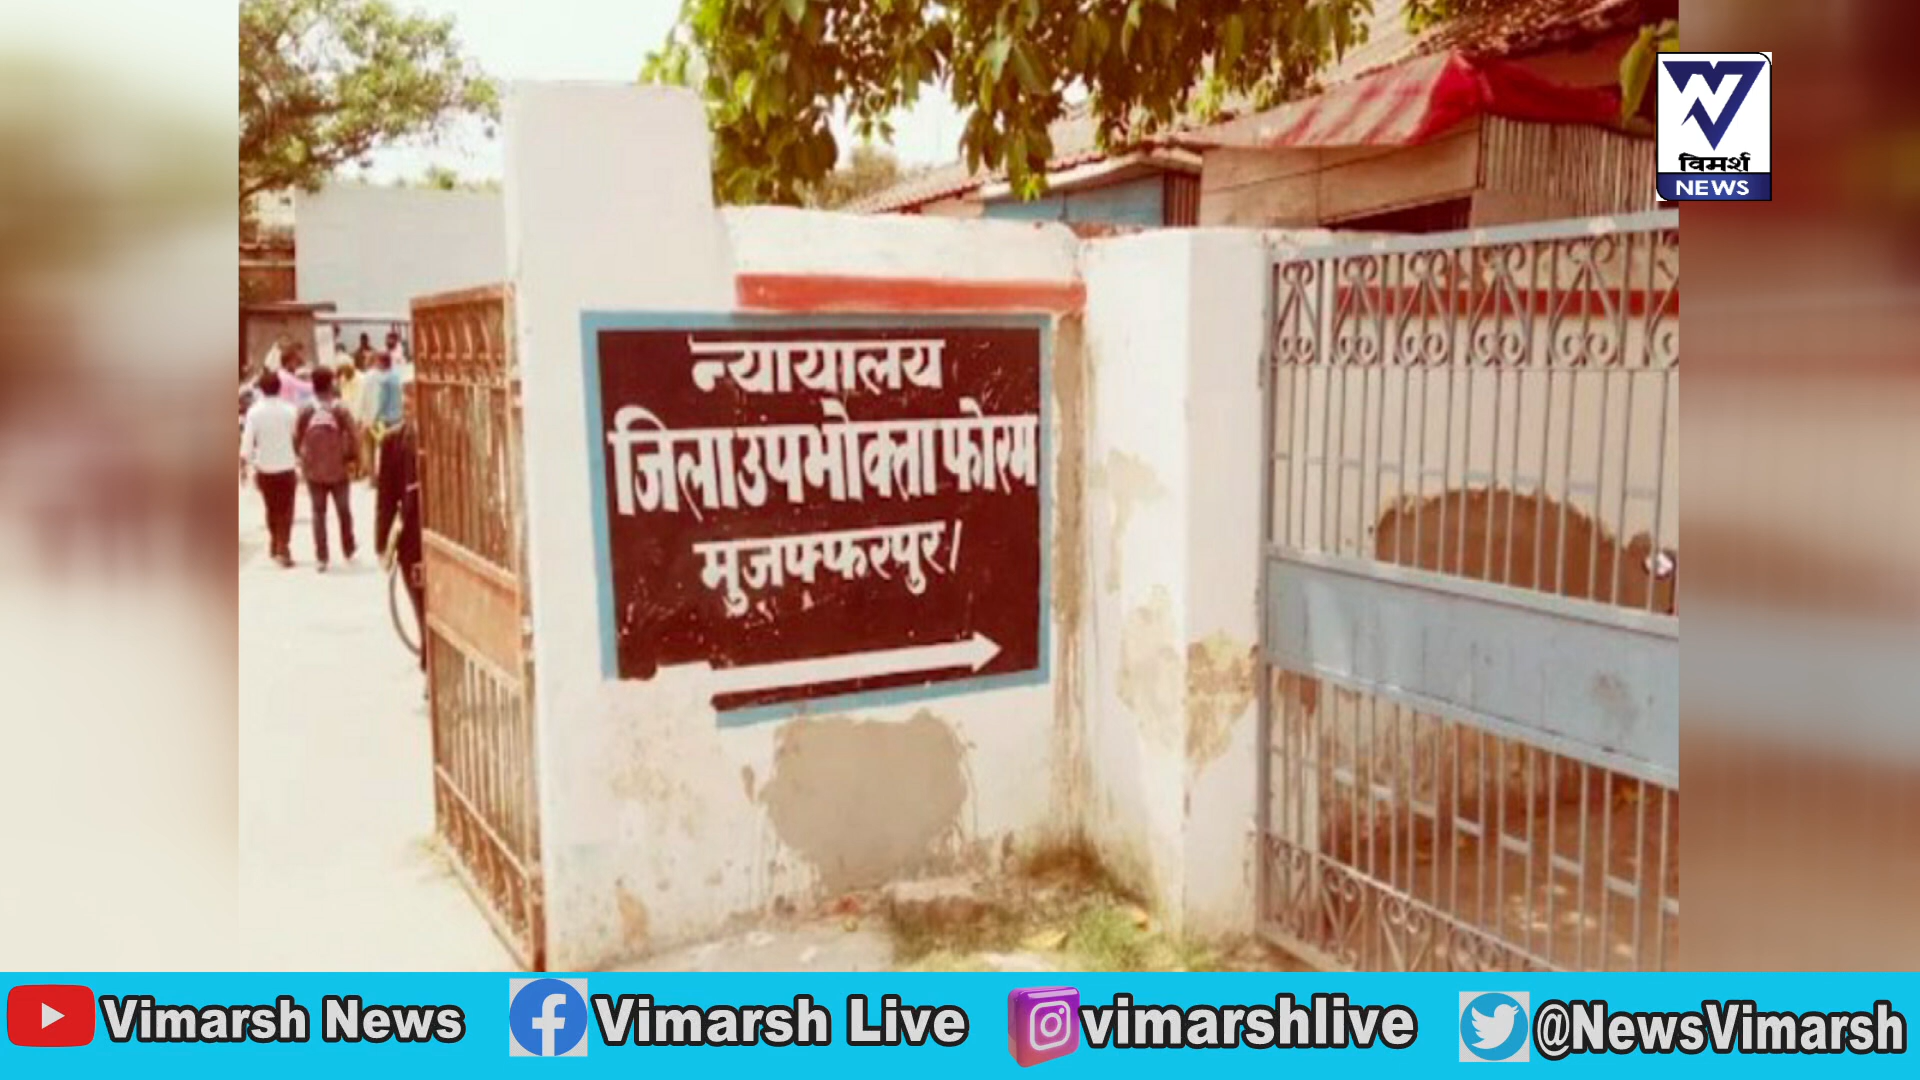 विमर्श
NEWS
न्यायालय
जिला उपभोक्ता फोरम
मुजफ्फरपुर।
Vimarsh News
Vimarsh Live
vimarshlive
@NewsVimarsh